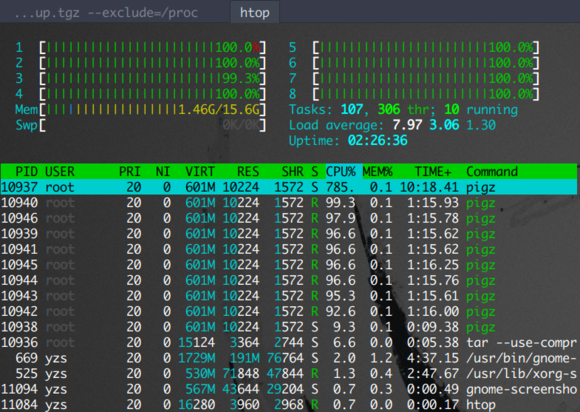 ...up.tgz --exclude=/proc htop
1 [||||||||||||||||||||||||100.0%] 5 [||||||||||||||||||||||||100.0%]
2 [||||||||||||||||||||||||100.0%] 6 [||||||||||||||||||||||||100.0%]
3 [|||||||||||||||||||||||||99.3%] 7 [||||||||||||||||||||||||100.0%]
4 [||||||||||||||||||||||||100.0%] 8 [||||||||||||||||||||||||100.0%]
Mem[|||||||||||||||||||1.46G/15.6G] Tasks: 107, 306 thr; 10 running
Swp[ 0K/0K] Load average: 7.97 3.06 1.30
Uptime: 02:26:36
PID USER PRI NI VIRT RES SHR S CPU% MEM% TIME+ Command
10937 root 20 0 601M 10224 1572 S 785. 0.1 10:18.41 pigz
10940 root 20 0 601M 10224 1572 R 99.3 0.1 1:15.93 pigz
10946 root 20 0 601M 10224 1572 R 97.9 0.1 1:15.78 pigz
10939 root 20 0 601M 10224 1572 R 96.6 0.1 1:15.62 pigz
10941 root 20 0 601M 10224 1572 R 96.6 0.1 1:15.62 pigz
10945 root 20 0 601M 10224 1572 R 96.6 0.1 1:16.25 pigz
10944 root 20 0 601M 10224 1572 R 96.6 0.1 1:15.76 pigz
10943 root 20 0 601M 10224 1572 R 95.3 0.1 1:15.61 pigz
10942 root 20 0 601M 10224 1572 R 92.6 0.1 1:16.00 pigz
10938 root 20 0 601M 10224 1572 S 9.3 0.1 0:09.38 pigz
10936 root 20 0 15124 3364 2744 S 6.6 0.0 0:05.38 tar --use-compr
669 yzs 20 0 1729M 191M 76764 S 2.0 1.2 4:37.15 /usr/bin/gnome-
525 yzs 20 0 530M 71848 47844 R 1.3 0.4 2:47.67 /usr/lib/xorg-s
11094 yzs 20 0 567M 43644 29204 S 0.7 0.3 0:00.49 gnome-screensho
11084 yzs 20 0 16280 3960 2968 R 0.7 0.0 0:00.17 htop